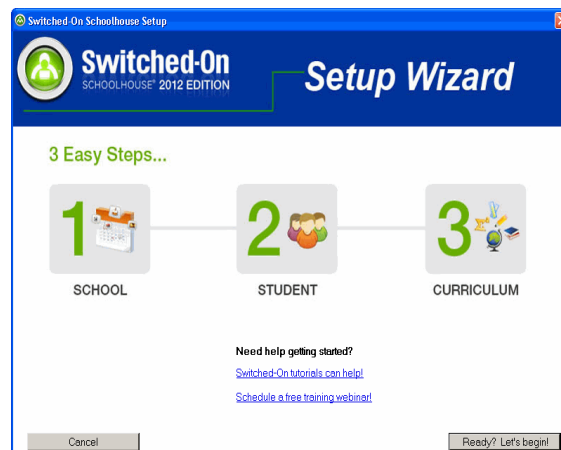 Switched-On Schoolhouse Setup
Switched-On
SCHOOLHOUSE® 2012 EDITION
Setup Wizard
3 Easy Steps...
1
2
3
SCHOOL
STUDENT
CURRICULUM
Need help getting started?
Switched-On tutorials can help!
Schedule a free training webinar!
Cancel
Ready? Let's begin!